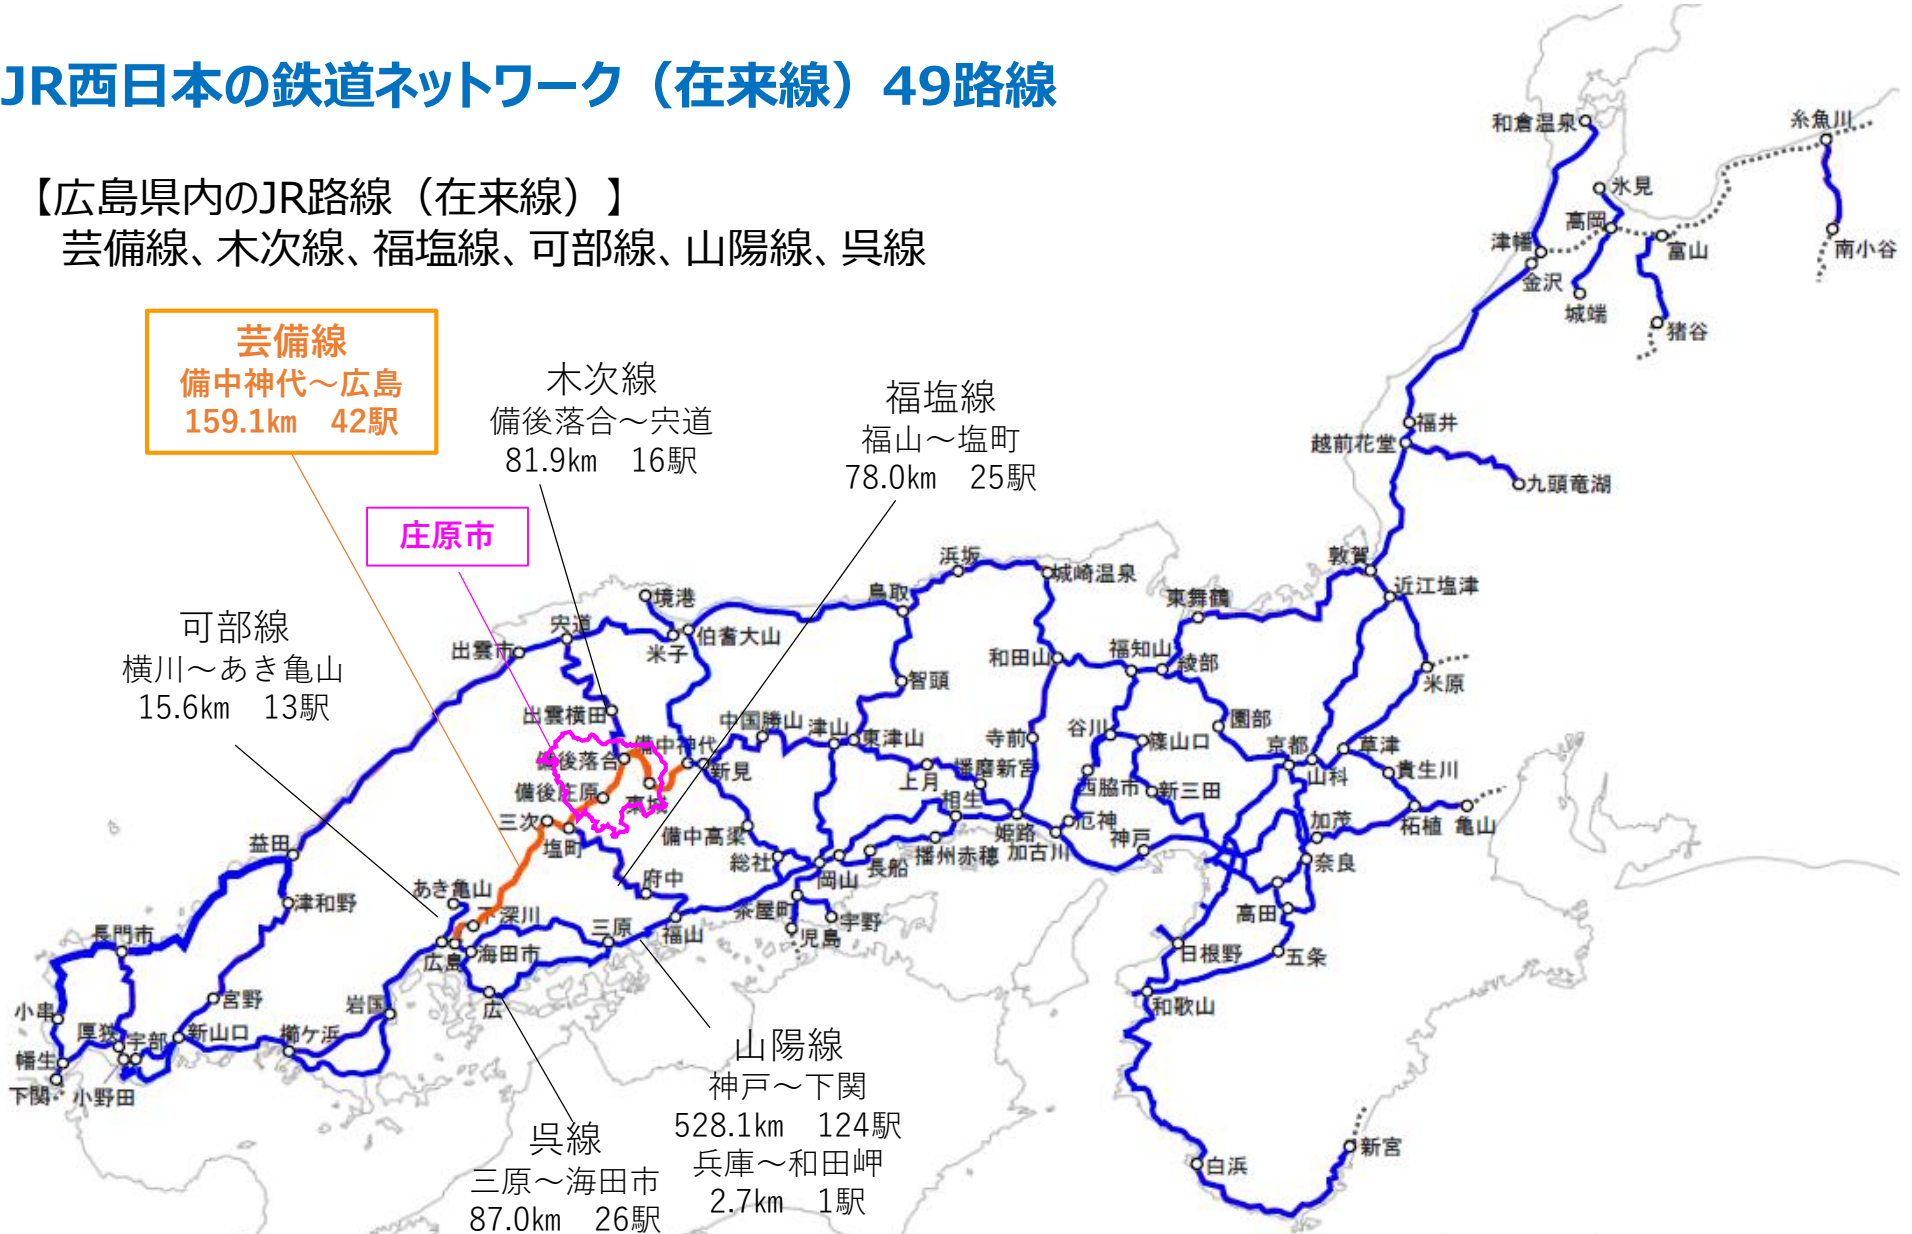 JR西日本の鉄道ネットワーク（在来線）49路線
【広島県内のJR路線（在来線）】
芸備線、木次線、福塩線、可部線、山陽線、呉線
芸備線
備中神代～広島
159.1km　42駅
木次線
備後落合～宍道
81.9km　16駅
福塩線
福山～塩町
78.0km　25駅
庄原市
可部線
横川～あき亀山
15.6km　13駅
山陽線
神戸～下関
528.1km　124駅
兵庫～和田岬
2.7km　1駅
呉線
三原～海田市
87.0km　26駅
和倉温泉
糸魚川
氷見
高岡
津幡
富山
南小谷
金沢
城端
猪谷
福井
越前花堂
九頭竜湖
敦賀
近江塩津
浜坂
城崎温泉
東舞鶴
鳥取
境港
宍道
伯耆大山
米子
出雲市
和田山
福知山
綾部
米原
智頭
出雲横田
中国勝山
津山
東津山
寺前
谷川
篠山口
園部
京都
山科
草津
備中神代
備後落合
新見
上月
播磨新宮
西脇市
新三田
貴生川
備後庄原
東城
相生
三次
塩町
備中高梁
姫路
厄神
加古川
神戸
加茂
柘植
亀山
益田
総社
岡山
長船
播州赤穂
奈良
府中
あき亀山
津和野
下深川
三原
福山
茶屋町
宇野
児島
高田
長門市
広島
海田市
日根野
五条
小串
宮野
岩国
広
和歌山
厚狭
宇部
新山口
櫛ケ浜
幡生
下関
小野田
白浜
新宮